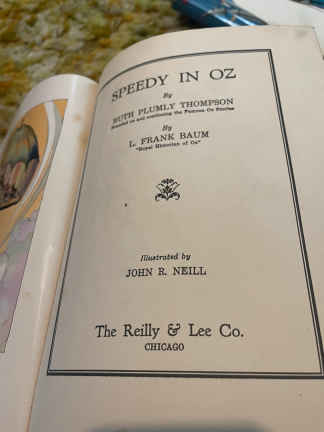 SPEEDY IN OZ
By
RUTH PLUMLY THOMPSON
Founded on and continuing the Famous Oz Stories
By
L. FRANK BAUM
"Royal Historian of Oz"
Illustrated by
JOHN R. NEILL
The Reilly & Lee Co.
CHICAGO